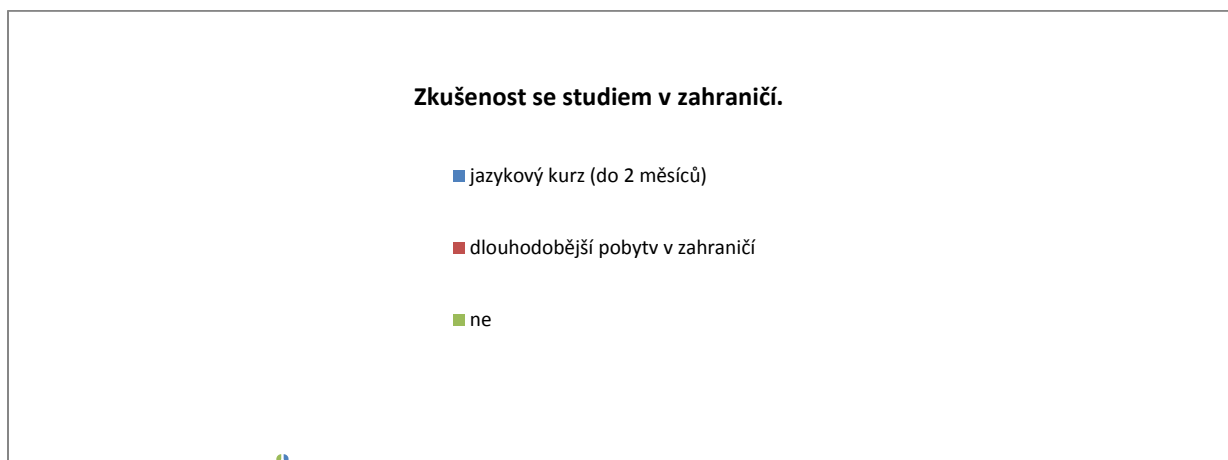 Zkušenost se studiem v zahraničí.
jazykový kurz (do 2 měsíců)
dlouhodobější pobytv v zahraničí
ne